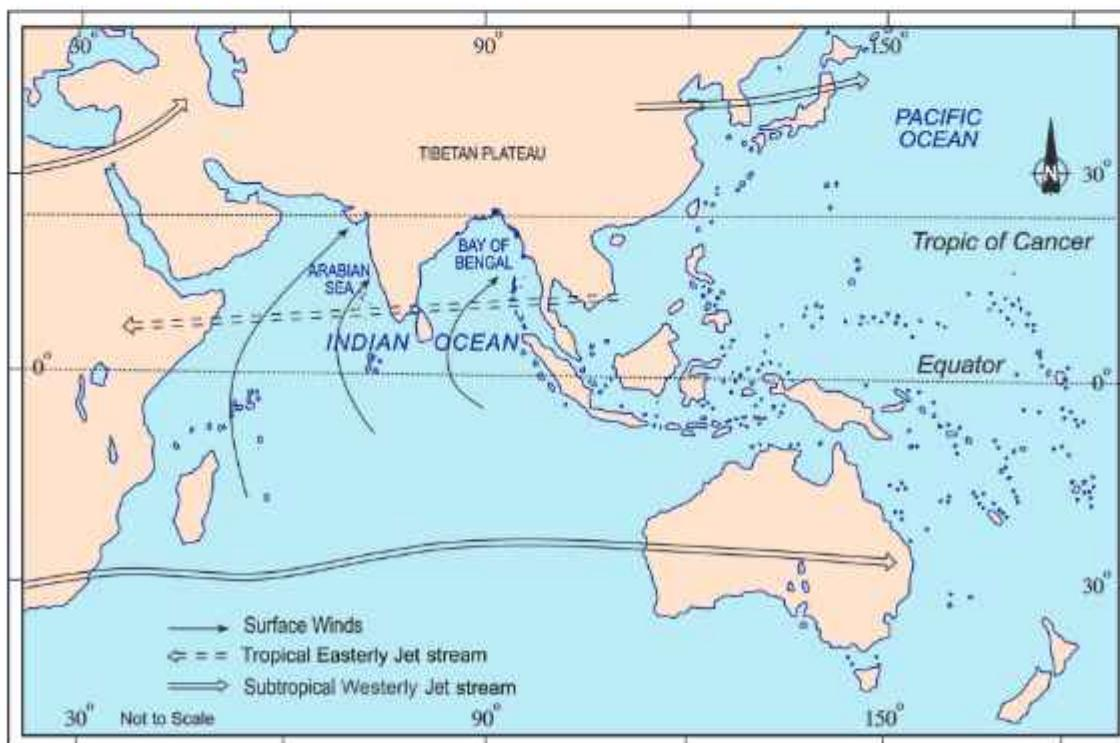 30°
90°
150°
PACIFIC
OCEAN
TIBETAN PLATEAU
N
30°
Tropic of Cancer
BAY OF
BENGAL
ARABIAN
SEA
INDIAN OCEAN
Equator
0°
0°
30°
Surface Winds
Tropical Easterly Jet stream
Subtropical Westerly Jet stream
30°
Not to Scale
90°
150°